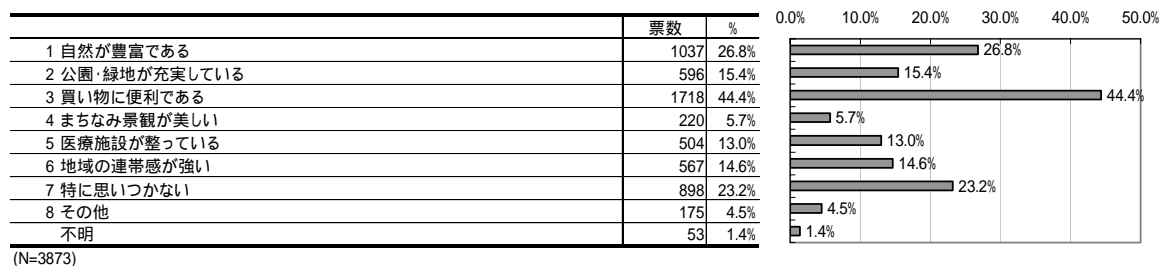 票数 %
1 自然が豊富である 1037 26.8%
2 公園・緑地が充実している 596 15.4%
3 買い物に便利である 1718 44.4%
4 まちなみ景観が美しい 220 5.7%
5 医療施設が整っている 504 13.0%
6 地域の連帯感が強い 567 14.6%
7 特に思いつかない 898 23.2%
8 その他 175 4.5%
不明 53 1.4%
(N=3873)
0.0% 10.0% 20.0% 30.0% 40.0% 50.0%
26.8%
15.4%
44.4%
5.7%
13.0%
14.6%
23.2%
4.5%
1.4%